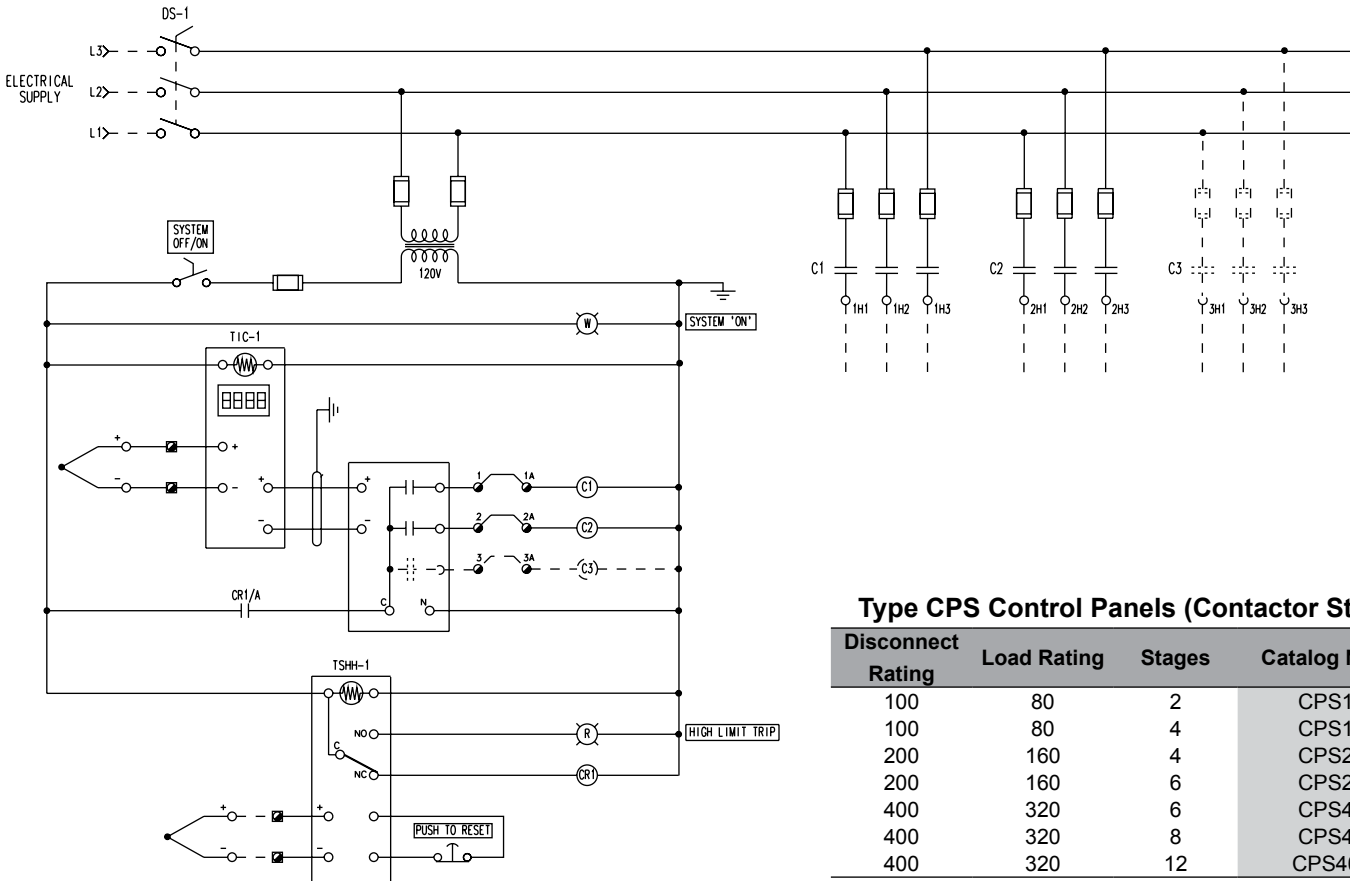 DS-1
L3
ELECTRICAL
SUPPLY
L2
L1
SYSTEM
OFF/ON
120V
C1
1H1
1H2
1H3
C2
2H1
2H2
2H3
C3
3H1
3H2
3H3
W
SYSTEM 'ON'
TIC-1
8888
+
+
-
-
+
-
+
-
1
1A
C1
2
2A
C2
3
3A
C3
CR1/A
C
N
TSHH-1
NO
R
HIGH LIMIT TRIP
C
NC
CR1
+
+
-
-
PUSH TO RESET
Type CPS Control Panels (Contactor St
Disconnect Rating Load Rating Stages Catalog
100 80 2 CPS1
100 80 4 CPS1
200 160 4 CPS2
200 160 6 CPS2
400 320 6 CPS4
400 320 8 CPS4
400 320 12 CPS4